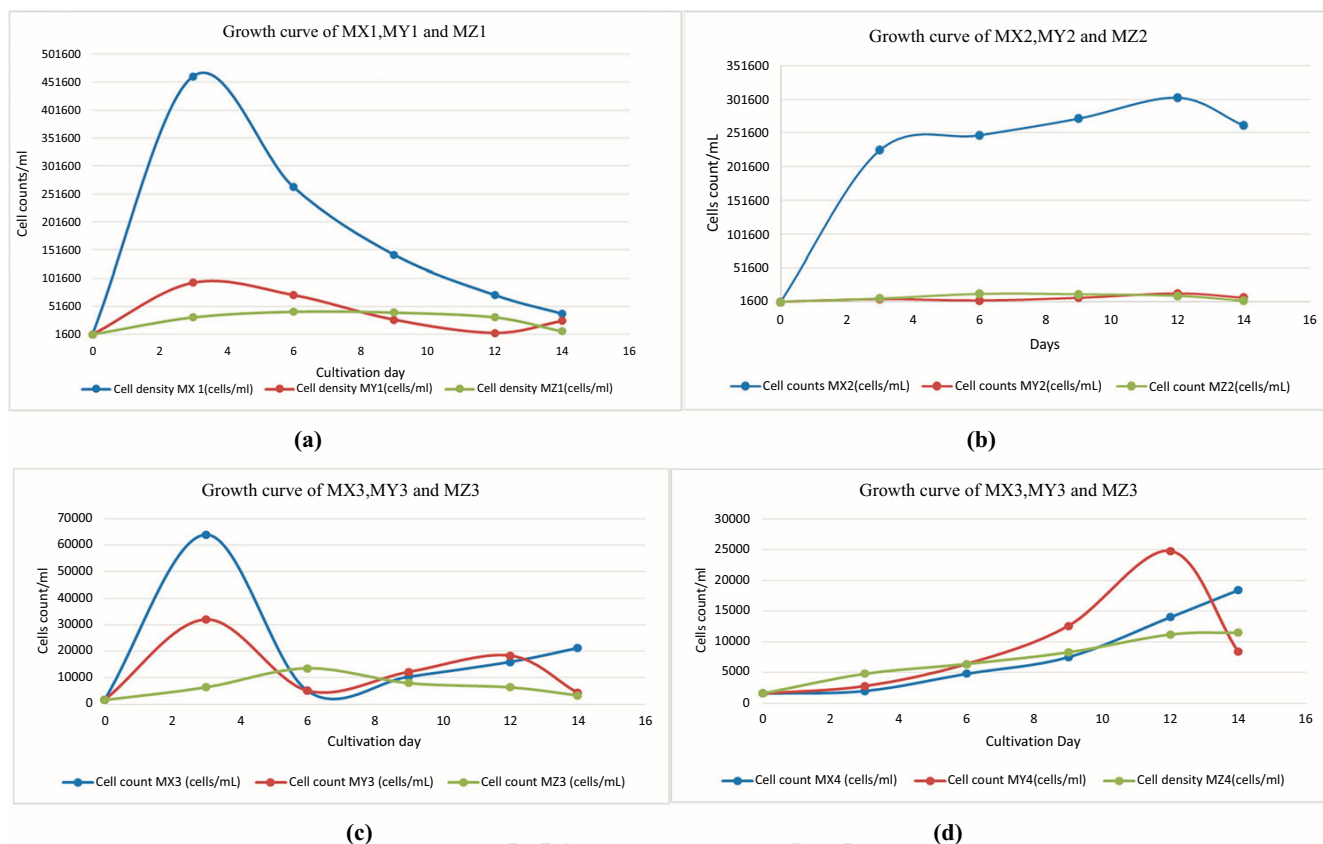 Growth curve of MX1,MY1 and MZ1
501600
451600
401600
351600
301600
251600
201600
151600
101600
51600
1600
Cell counts/ml
0 2 4 6 8 10 12 14 16
Cultivation day
Cell density MX 1(cells/ml) Cell density MY1(cells/ml) Cell density MZ1(cells/ml)
(a)
Growth curve of MX2,MY2 and MZ2
351600
301600
251600
201600
151600
101600
51600
1600
Cells count/mL
0 2 4 6 8 10 12 14 16
Days
Cell counts MX2(cells/mL) Cell counts MY2(cells/mL) Cell count MZ2(cells/mL)
(b)
Growth curve of MX3,MY3 and MZ3
70000
60000
50000
40000
30000
20000
10000
0
Cells count/ml
0 2 4 6 8 10 12 14 16
Cultivation day
Cell count MX3 (cells/mL) Cell count MY3 (cells/mL) Cell count MZ3 (cells/mL)
(c)
Growth curve of MX3,MY3 and MZ3
30000
25000
20000
15000
10000
5000
0
Cells count/ml
0 2 4 6 8 10 12 14 16
Cultivation Day
Cell count MX4 (cells/ml) Cell count MY4(cells/ml) Cell density MZ4(cells/ml)
(d)